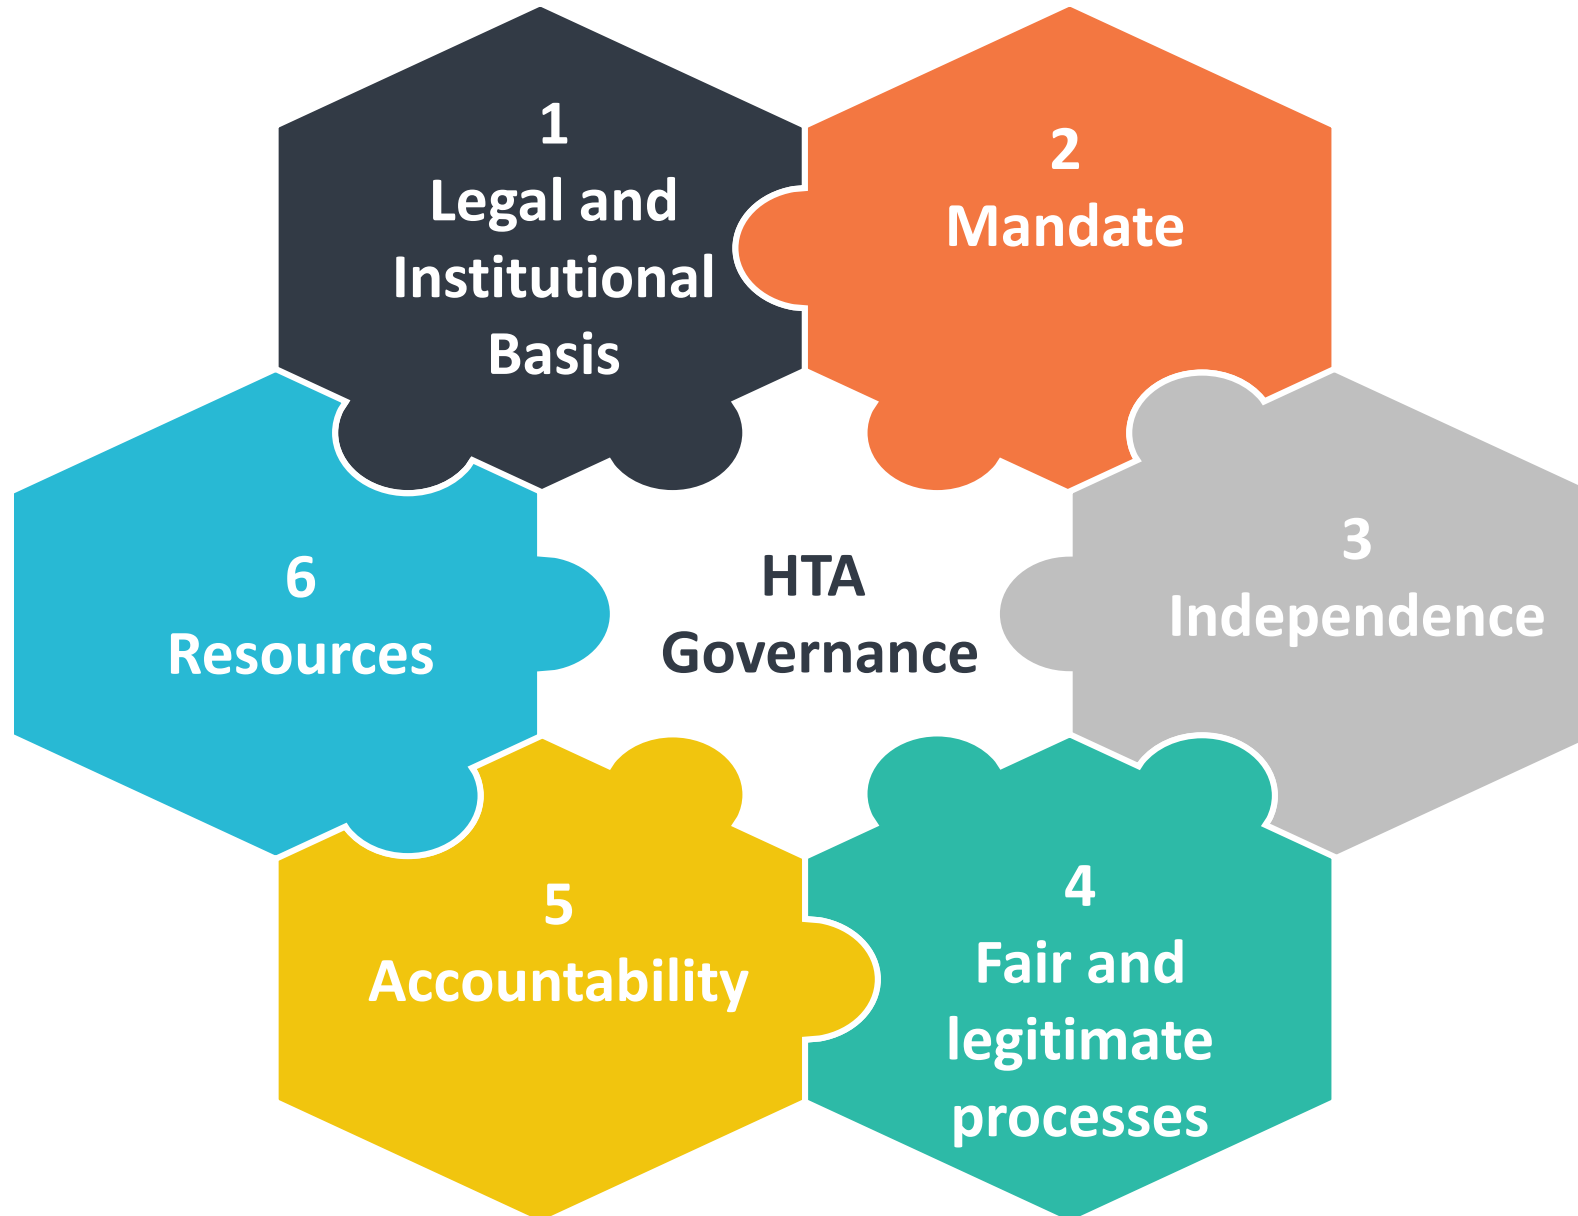 1
Legal and
Institutional
Basis
2
Mandate
3
Independence
4
Fair and
legitimate
processes
5
Accountability
6
Resources
HTA
Governance